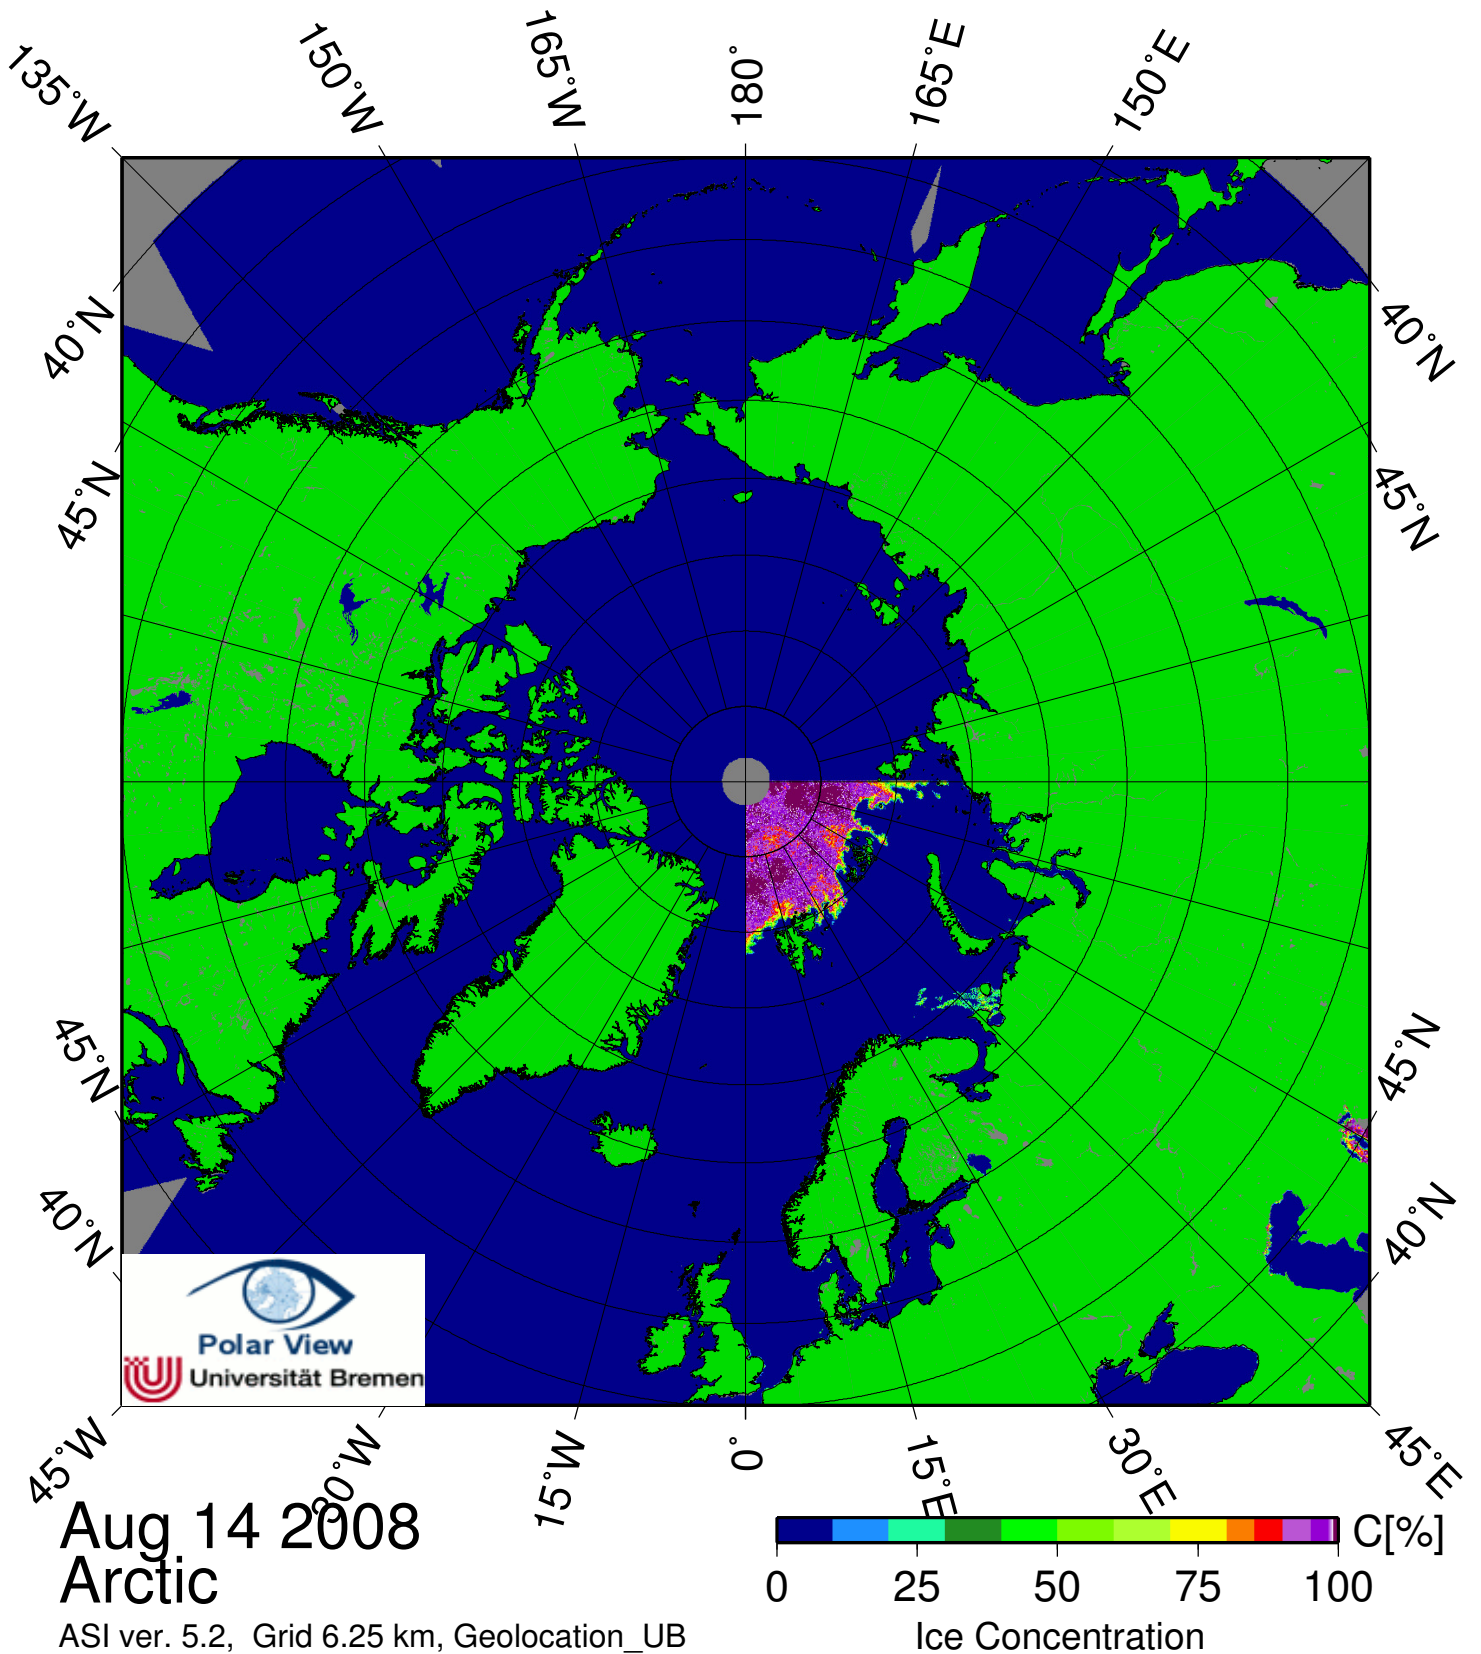 135°W
150°W
165°W
180°
165°E
150°E
40°N
45°N
45°N
40°N
40°N
45°N
45°N
40°N
Polar View
Universität Bremen
45°W
30°W
15°W
0°
15°E
30°E
45°E
Aug 14 2008
Arctic
ASI ver. 5.2, Grid 6.25 km, Geolocation_UB
C[%]
0 25 50 75 100
Ice Concentration